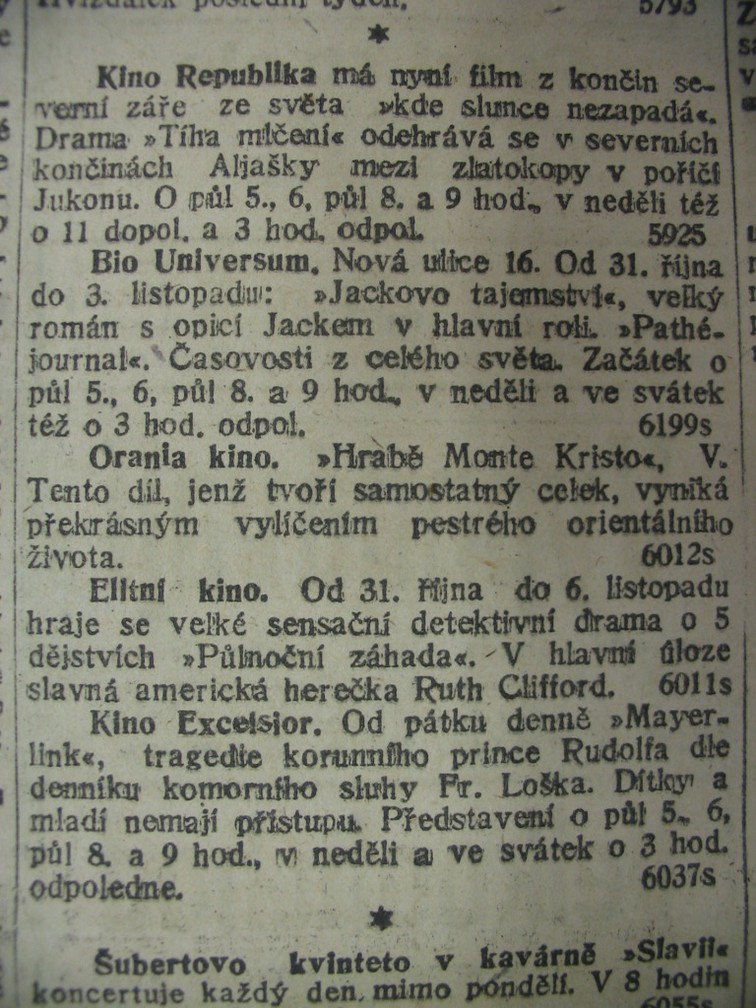 Hvízdálek poslední týden. 5793
*
Kino Republika má nyní film z končin se-
verní záře ze světa »kde slunce nezapadá«.
Drama »Tíha mlčení« odehrává se v severních
končinách Aljašky mezi zlatokopy v poříčí
Jukonu. O půl 5., 6, půl 8. a 9 hod., v neděli též
o 11 dopol. a 3 hod. odpol. 5925
Bio Universum. Nová ulice 16. Od 31. října
do 3. listopadu: »Jackovo tajemství«, velký
román s opicí Jackem v hlavní roli. »Pathé-
journal«. Časovosti z celého světa. Začátek o
půl 5., 6, půl 8. a 9 hod., v neděli a ve svátek
též o 3 hod. odpol. 6199s
Orania kino. »Hrabě Monte Kristo«, V.
Tento díl, jenž tvoří samostatný celek, vyniká
překrásným vylíčením pestrého orientálního
života. 6012s
Elitní kino. Od 31. října do 6. listopadu
hraje se velké sensační detektivní drama o 5
dějstvích »Půlnoční záhada«. V hlavní úloze
slavná americká herečka Ruth Clifford. 6011s
Kino Excelsior. Od pátku denně »Mayer-
link«, tragedie korunního prince Rudolfa dle
denníku komorního sluhy Fr. Loška. Dítky a
mladí nemají přístupu. Představení o půl 5., 6,
půl 8. a 9 hod., v neděli a ve svátek o 3 hod.
odpoledne. 6037s
*
Šubertovo kvinteto v kavárně »Slavii«
koncertuje každý den mimo pondělí. V 8 hodin
6055s